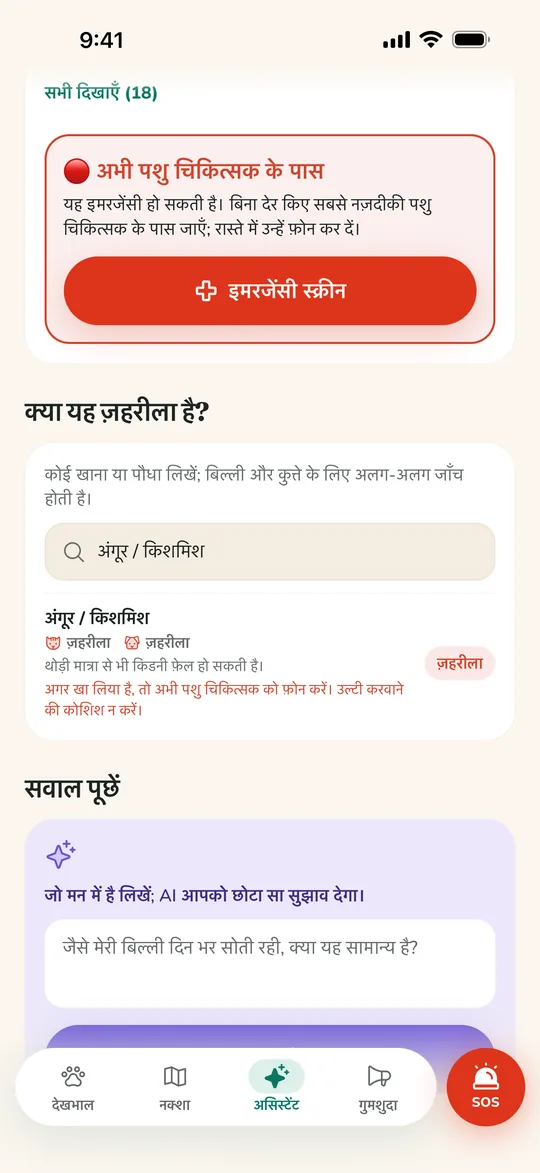 9:41
सभी दिखाएँ (18)
अभी पशु चिकित्सक के पास
यह इमरजेंसी हो सकती है। बिना देर किए सबसे नज़दीकी पशु
चिकित्सक के पास जाएँ; रास्ते में उन्हें फ़ोन कर दें।
इमरजेंसी स्क्रीन
क्या यह ज़हरीला है?
कोई खाना या पौधा लिखें; बिल्ली और कुत्ते के लिए अलग-अलग जाँच
होती है।
अंगूर / किशमिश
अंगूर / किशमिश
ज़हरीला ज़हरीला
थोड़ी मात्रा से भी किडनी फ़ेल हो सकती है।
ज़हरीला
अगर खा लिया है, तो अभी पशु चिकित्सक को फ़ोन करें। उल्टी करवाने
की कोशिश न करें।
सवाल पूछें
जो मन में है लिखें; AI आपको छोटा सा सुझाव देगा।
जैसे मेरी बिल्ली दिन भर सोती रही, क्या यह सामान्य है?
देखभाल
नक्शा
असिस्टेंट
गुमशुदा
SOS